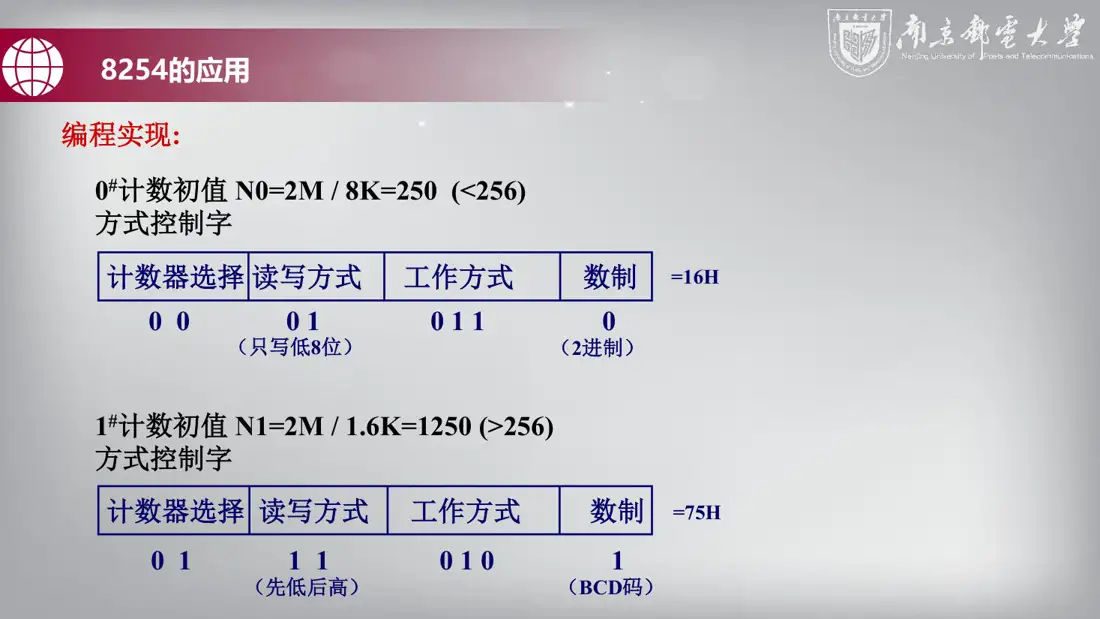 南京邮电大学
Nanjing University of Posts and Telecommunications
8254的应用
编程实现:
0#计数初值 N0=2M / 8K=250 (<256)
方式控制字
计数器选择 读写方式 工作方式 数制 =16H
0 0 0 1 0 1 1 0
（只写低8位） （2进制）
1#计数初值 N1=2M / 1.6K=1250 (>256)
方式控制字
计数器选择 读写方式 工作方式 数制 =75H
0 1 1 1 0 1 0 1
（先低后高） （BCD码）